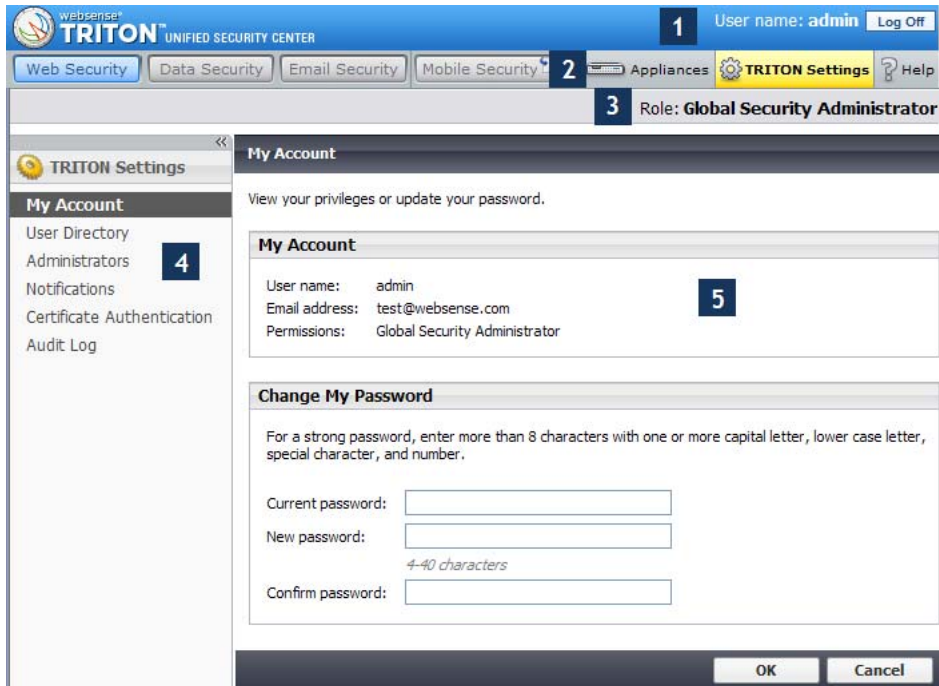 websense®
TRITON™ UNIFIED SECURITY CENTER
1
User name: admin
Log Off
Web Security
Data Security
Email Security
Mobile Security
2
Appliances
TRITON Settings
Help
3
Role: Global Security Administrator
«
TRITON Settings
My Account
User Directory
Administrators
4
Notifications
Certificate Authentication
Audit Log
My Account
View your privileges or update your password.
My Account
User name: admin
Email address: test@websense.com
Permissions: Global Security Administrator
5
Change My Password
For a strong password, enter more than 8 characters with one or more capital letter, lower case letter,
special character, and number.
Current password:
New password:
4-40 characters
Confirm password:
OK
Cancel